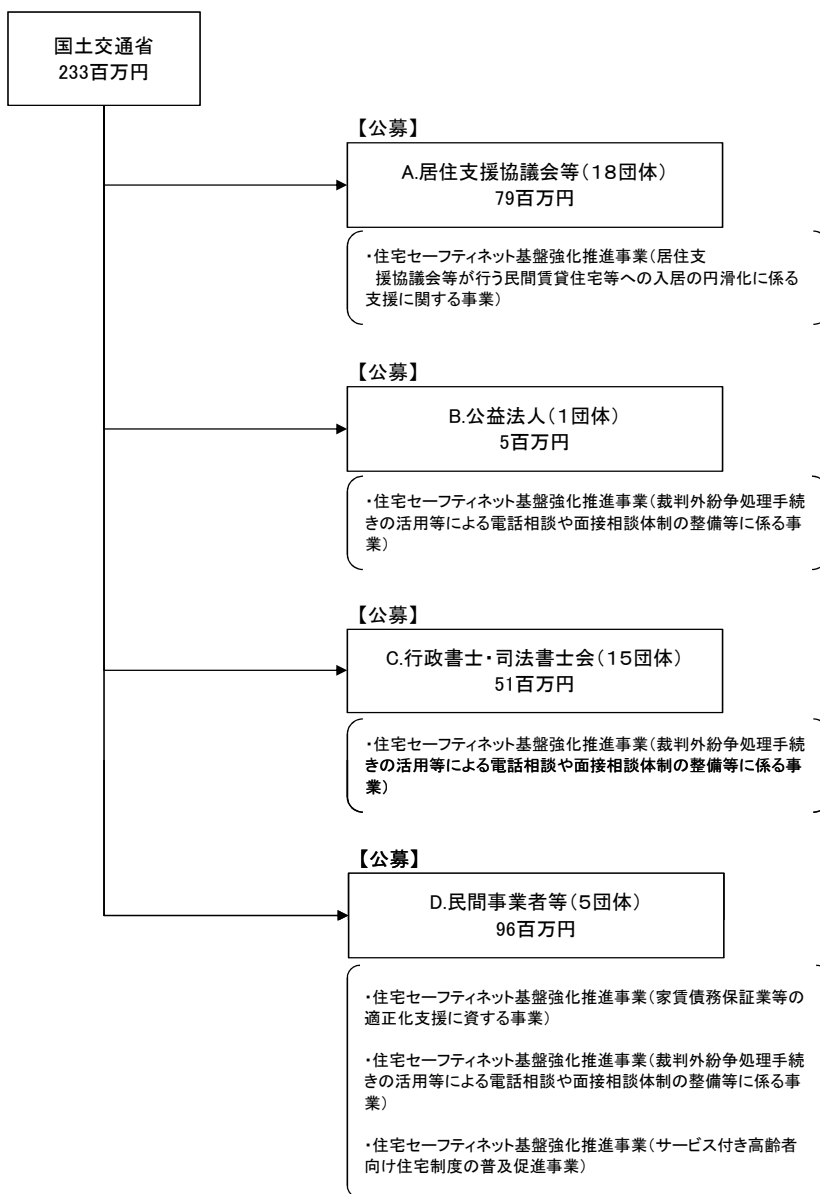 国土交通省
233百万円
【公募】
A.居住支援協議会等(18団体)
79百万円
・住宅セーフティネット基盤強化推進事業(居住支
援協議会等が行う民間賃貸住宅等への入居の円滑化に係る
支援に関する事業)
【公募】
B.公益法人(1団体)
5百万円
・住宅セーフティネット基盤強化推進事業(裁判外紛争処理手続
きの活用等による電話相談や面接相談体制の整備等に係る事
業)
【公募】
C.行政書士・司法書士会(15団体)
51百万円
・住宅セーフティネット基盤強化推進事業(裁判外紛争処理手続
きの活用等による電話相談や面接相談体制の整備等に係る事
業)
【公募】
D.民間事業者等(5団体)
96百万円
・住宅セーフティネット基盤強化推進事業(家賃債務保証業等の
適正化支援に資する事業)
・住宅セーフティネット基盤強化推進事業(裁判外紛争処理手続
きの活用等による電話相談や面接相談体制の整備等に係る事
業)
・住宅セーフティネット基盤強化推進事業(サービス付き高齢者
向け住宅制度の普及促進事業)